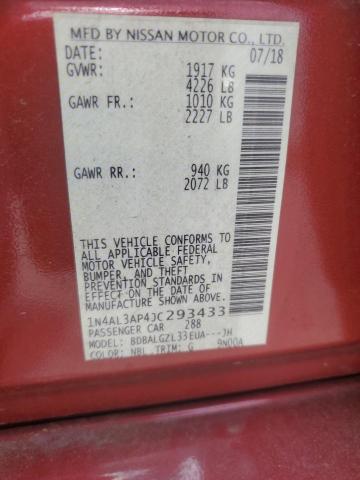 MFD BY NISSAN MOTOR CO., LTD.
DATE: 07/18
GVWR: 1917 KG
4226 LB
GAWR FR.: 1010 KG
2227 LB
GAWR RR.: 940 KG
2072 LB
THIS VEHICLE CONFORMS TO
ALL APPLICABLE FEDERAL
MOTOR VEHICLE SAFETY,
BUMPER, AND THEFT
PREVENTION STANDARDS IN
EFFECT ON THE DATE OF
MANUFACTURE SHOWN ABOVE.
1N4AL3AP4JC293433
PASSENGER CAR 288
MODEL: BDBALGZL33EUA---JH
COLOR: NBL TRIM: G 9N00A